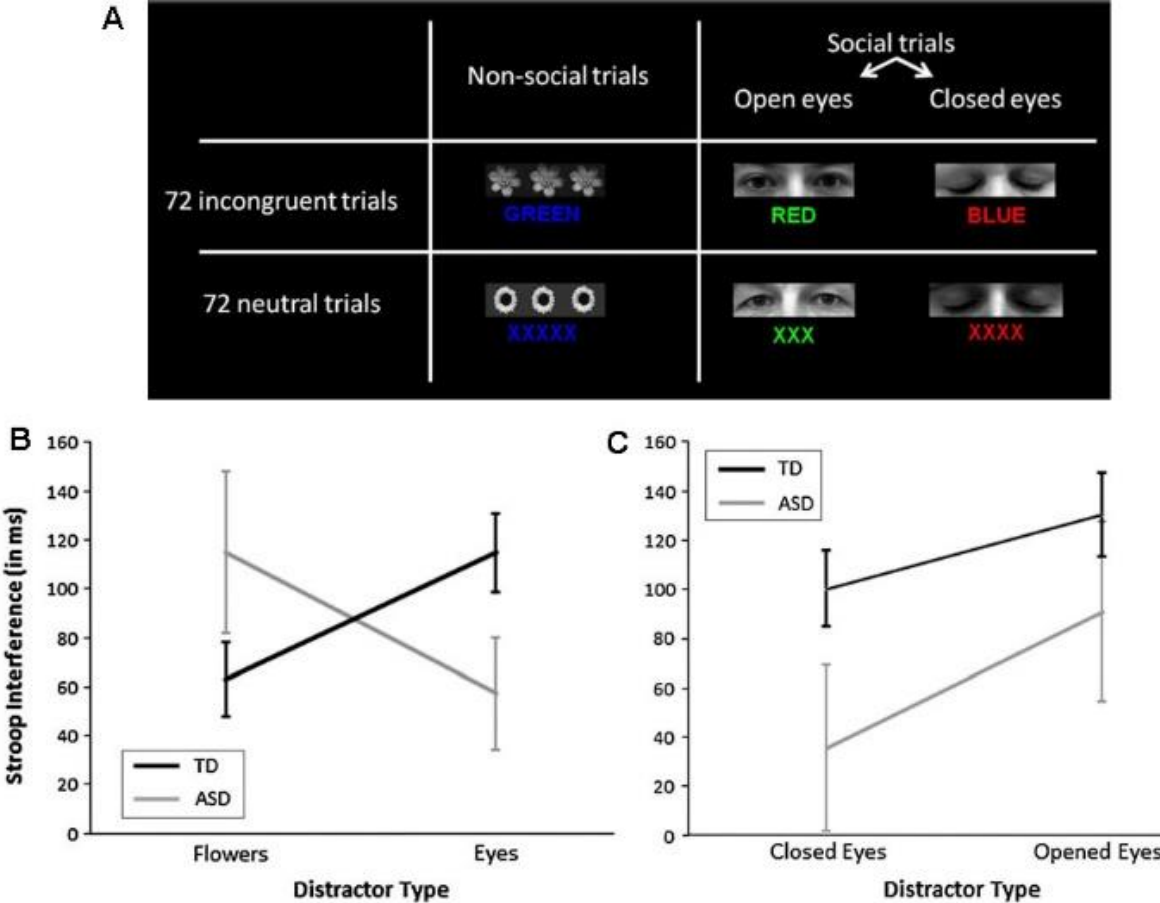 A
Non-social trials
Social trials
Open eyes
Closed eyes
72 incongruent trials
GREEN
RED
BLUE
72 neutral trials
XXXXX
XXX
XXXX
B
Stroop Interference (in ms)
160
140
120
100
80
60
40
20
0
TD
ASD
Flowers
Eyes
Distractor Type
C
160
140
120
100
80
60
40
20
0
TD
ASD
Closed Eyes
Opened Eyes
Distractor Type